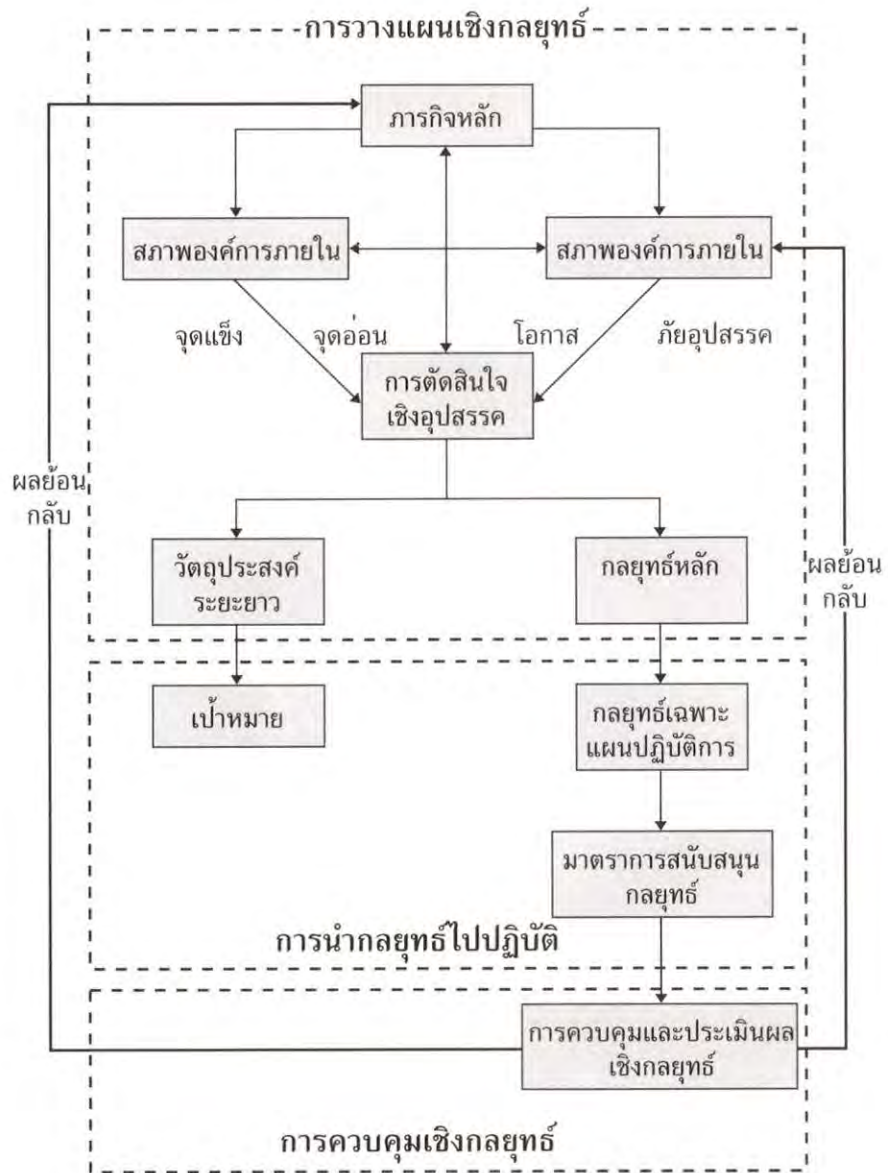 การวางแผนเชิงกลยุทธ์
ภารกิจหลัก
สภาพองค์การภายใน
สภาพองค์การภายใน
จุดแข็ง
จุดอ่อน
โอกาส
ภัยอุปสรรค
การตัดสินใจ
เชิงอุปสรรค
ผลย้อน
กลับ
วัตถุประสงค์
ระยะยาว
กลยุทธ์หลัก
ผลย้อน
กลับ
เป้าหมาย
กลยุทธ์เฉพาะ
แผนปฏิบัติการ
มาตราการสนับสนุน
กลยุทธ์
การนำกลยุทธ์ไปปฏิบัติ
การควบคุมและประเมินผล
เชิงกลยุทธ์
การควบคุมเชิงกลยุทธ์